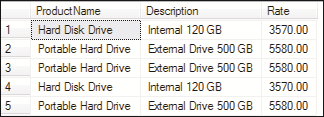 ProductName Description Rate
1 Hard Disk Drive Internal 120 GB 3570.00
2 Portable Hard Drive External Drive 500 GB 5580.00
3 Portable Hard Drive External Drive 500 GB 5580.00
4 Hard Disk Drive Internal 120 GB 3570.00
5 Portable Hard Drive External Drive 500 GB 5580.00